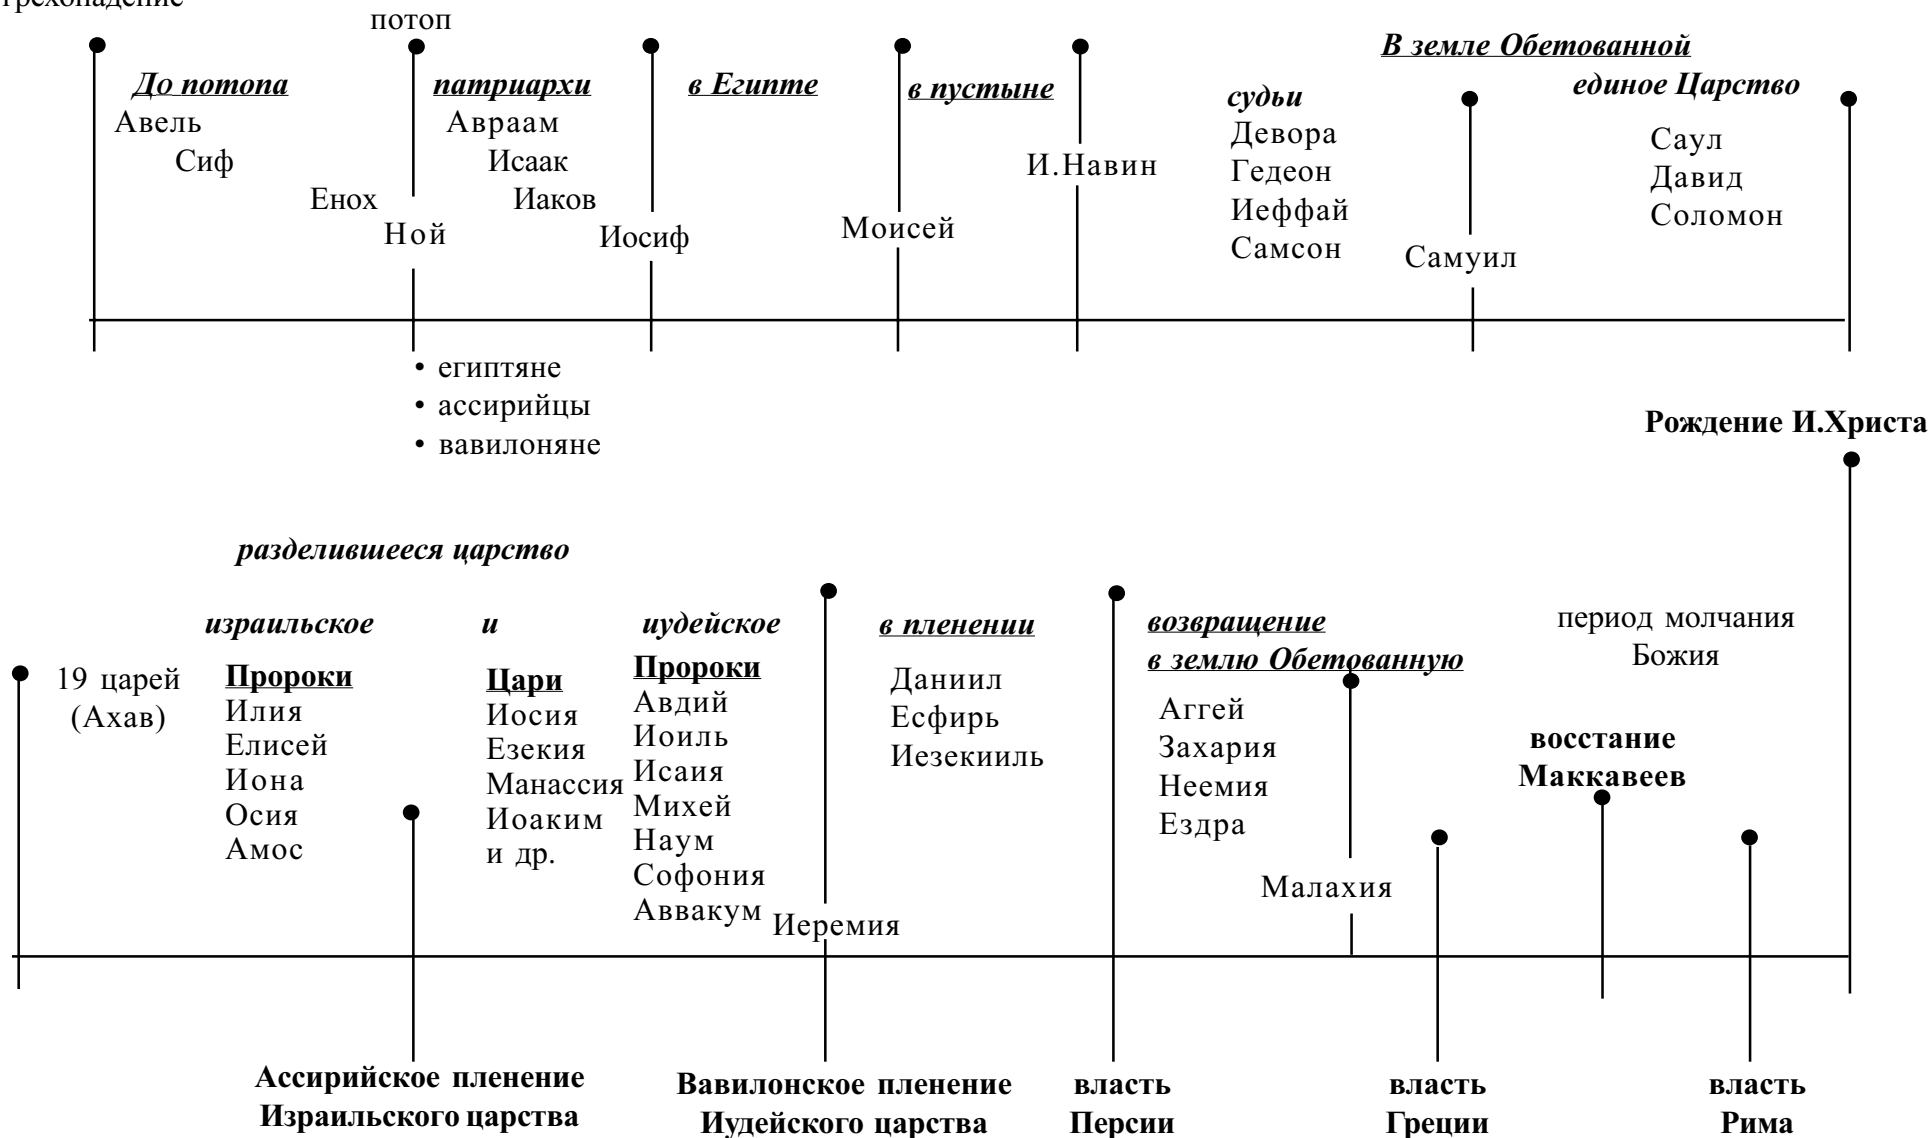 потоп
В земле Обетованной
До потопа
патриархи
в Египте
в пустыне
судьи
единое Царство
Авель
Сиф
Енох
Ной
Авраам
Исаак
Иаков
Иосиф
Моисей
И.Навин
Девора
Гедеон
Иеффай
Самсон
Самуил
Саул
Давид
Соломон
• египтяне
• ассирийцы
• вавилоняне
Рождение И.Христа
разделившееся царство
израильское и иудейское
в пленении
возвращение
в землю Обетованную
период молчания
Божия
19 царей
(Ахав)
Пророки
Илия
Елисей
Иона
Осия
Амос
Цари
Иосия
Езекия
Манассия
Иоаким
и др.
Пророки
Авдий
Иоиль
Исаия
Михей
Наум
Софония
Аввакум
Иеремия
Даниил
Есфирь
Иезекииль
Аггей
Захария
Неемия
Ездра
Малахия
восстание
Маккавеев
Ассирийское пленение
Израильского царства
Вавилонское пленение
Иудейского царства
власть
Персии
власть
Греции
власть
Рима